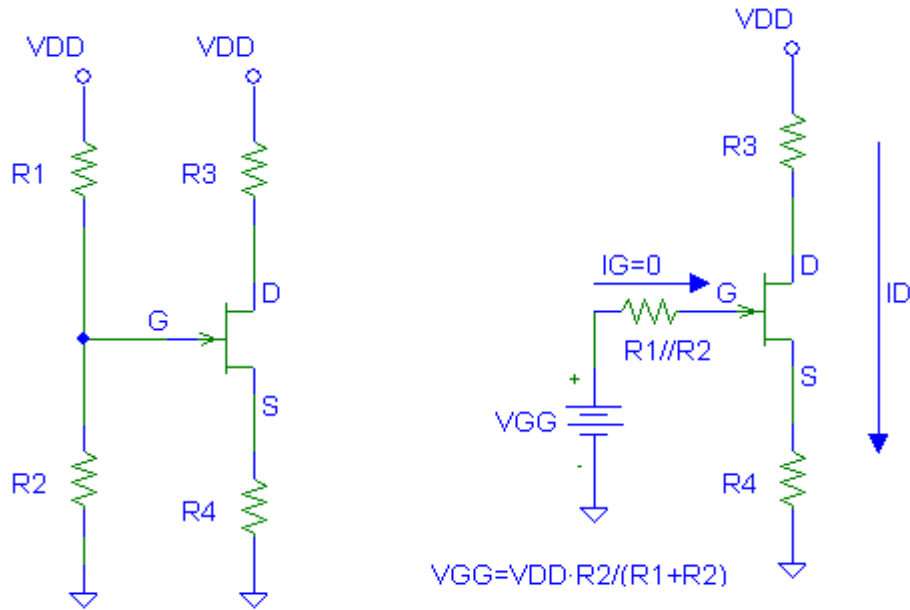 VDD
VDD
R1
R3
G
D
S
R2
R4
VDD
R3
IG=0
G
D
ID
R1//R2
S
+
VGG
-
R4
VGG=VDD·R2/(R1+R2)